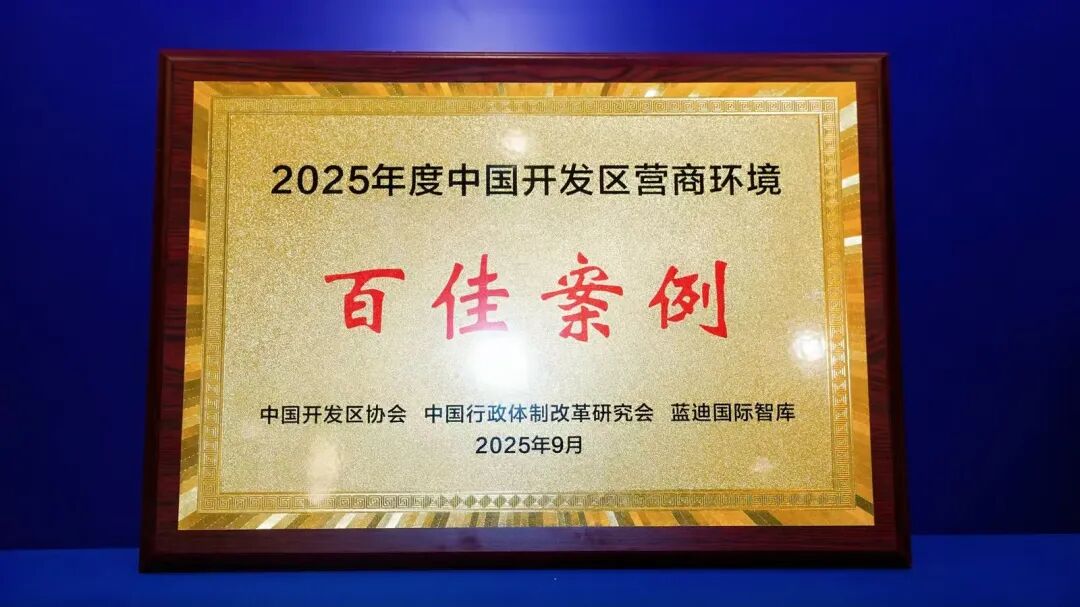 2025年度中国开发区营商环境
百佳案例
中国开发区协会 中国行政体制改革研究会 蓝迪国际智库
2025年9月